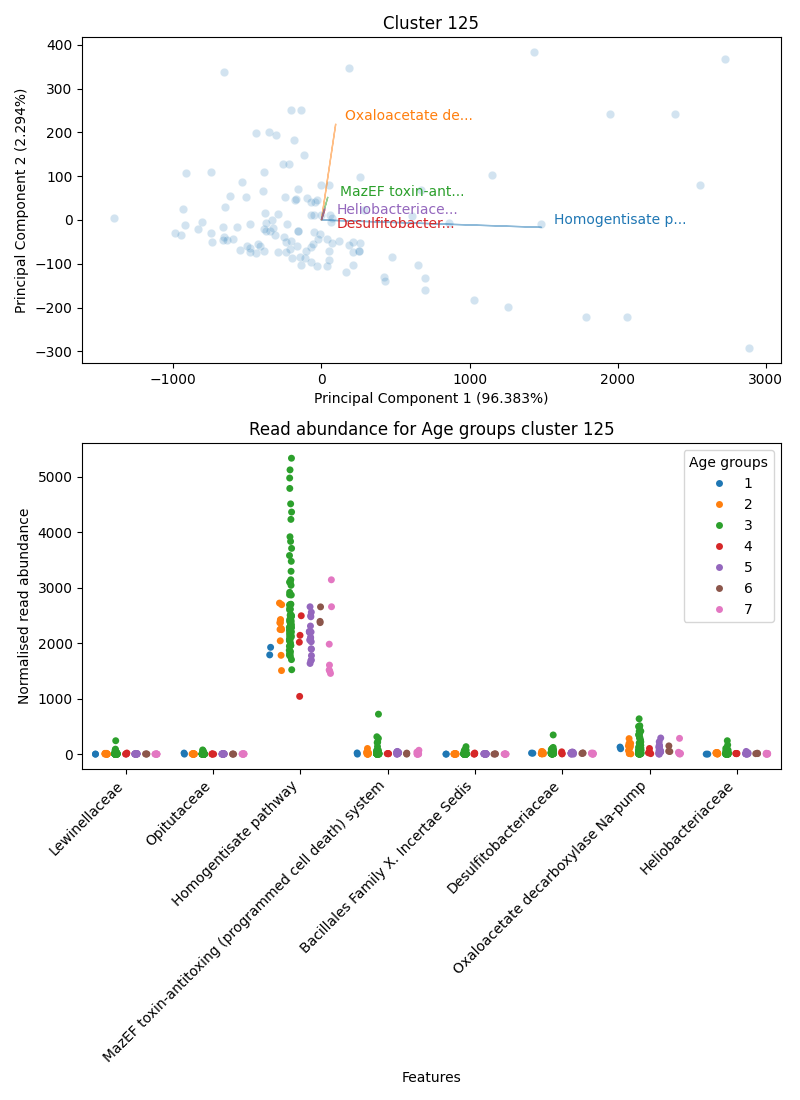 Cluster 125
Principal Component 2 (2.294%)
400
300
200
100
0
−100
−200
−300
Oxaloacetate de...
MazEF toxin-ant...
Heliobacteriace...
Desulfitobacter...
Homogentisate p...
−1000
0
1000
2000
3000
Principal Component 1 (96.383%)
Read abundance for Age groups cluster 125
Normalised read abundance
5000
4000
3000
2000
1000
0
Age groups
1
2
3
4
5
6
7
Lewinellaceae
Opitutaceae
Homogentisate pathway
MazEF toxin-antitoxing (programmed cell death) system
Bacillales Family X. Incertae Sedis
Desulfitobacteriaceae
Oxaloacetate decarboxylase Na-pump
Heliobacteriaceae
Features